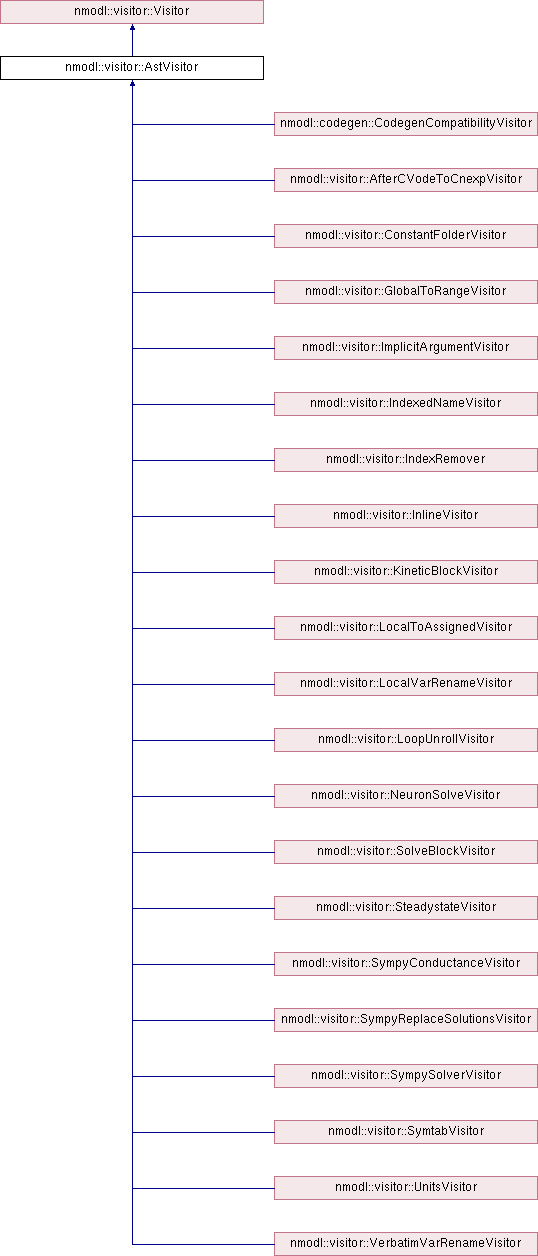 nmodl::visitor::Visitor
nmodl::visitor::AstVisitor
nmodl::codegen::CodegenCompatibilityVisitor
nmodl::visitor::AfterCVodeToCnexpVisitor
nmodl::visitor::ConstantFolderVisitor
nmodl::visitor::GlobalToRangeVisitor
nmodl::visitor::ImplicitArgumentVisitor
nmodl::visitor::IndexedNameVisitor
nmodl::visitor::IndexRemover
nmodl::visitor::InlineVisitor
nmodl::visitor::KineticBlockVisitor
nmodl::visitor::LocalToAssignedVisitor
nmodl::visitor::LocalVarRenameVisitor
nmodl::visitor::LoopUnrollVisitor
nmodl::visitor::NeuronSolveVisitor
nmodl::visitor::SolveBlockVisitor
nmodl::visitor::SteadystateVisitor
nmodl::visitor::SympyConductanceVisitor
nmodl::visitor::SympyReplaceSolutionsVisitor
nmodl::visitor::SympySolverVisitor
nmodl::visitor::SymtabVisitor
nmodl::visitor::UnitsVisitor
nmodl::visitor::VerbatimVarRenameVisitor